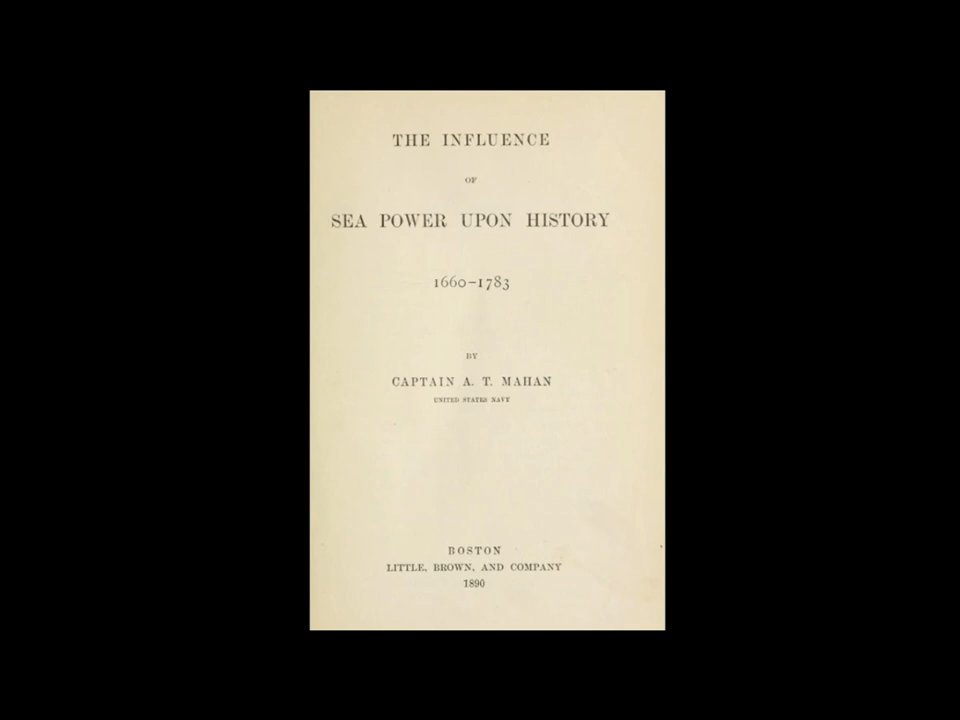 THE INFLUENCE
OF
SEA POWER UPON HISTORY
1660–1783
BY
CAPTAIN A. T. MAHAN
UNITED STATES NAVY
BOSTON
LITTLE, BROWN, AND COMPANY
1890